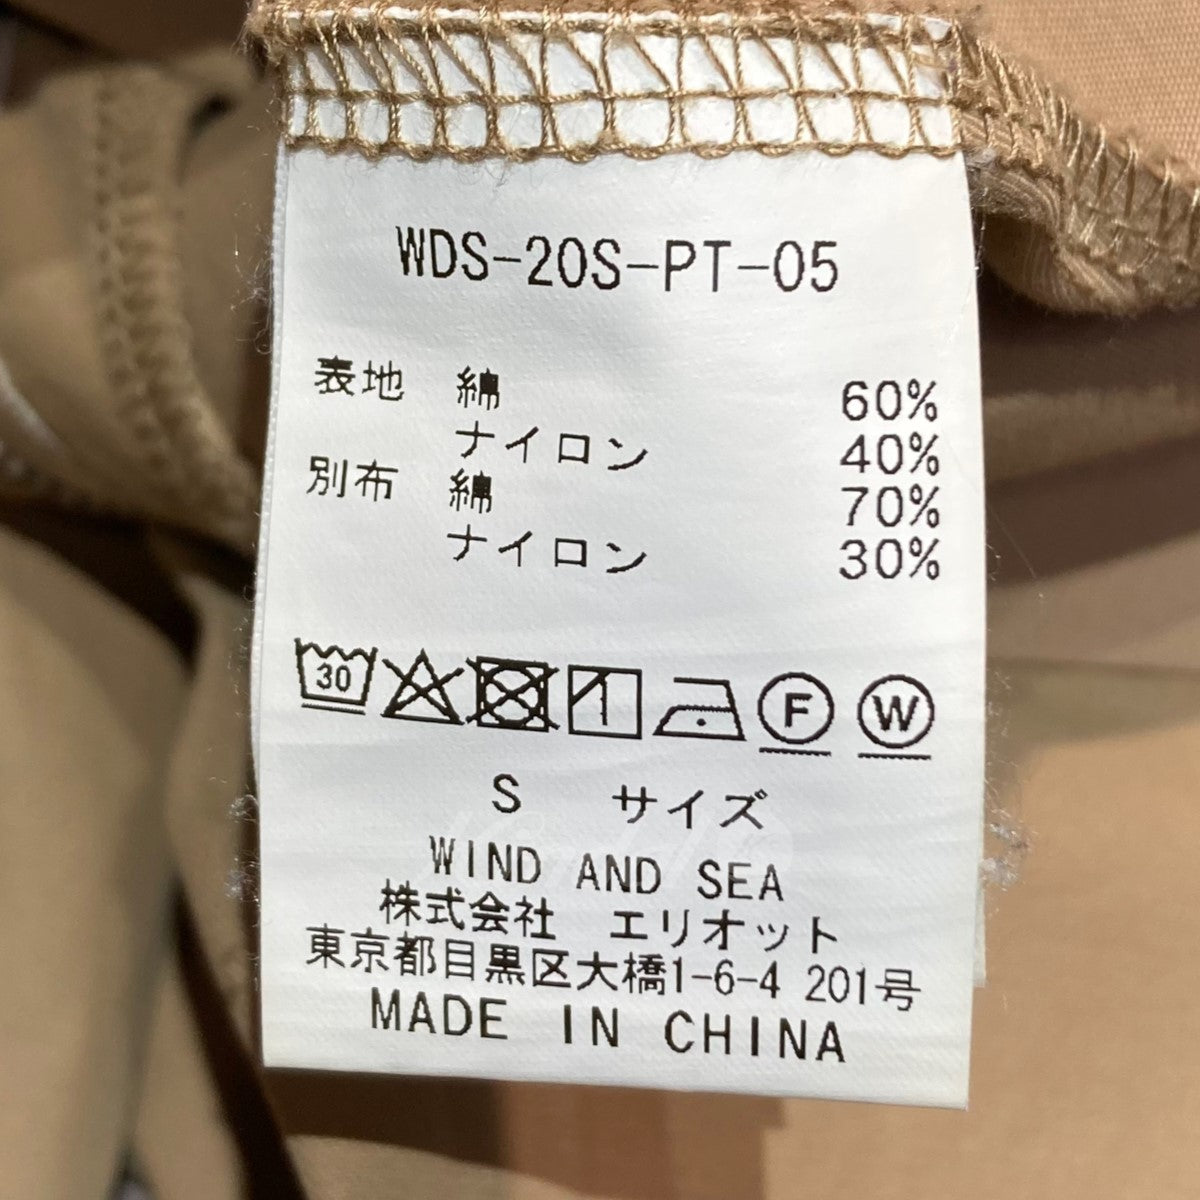 WDS-20S-PT-05
表地 綿 60%
ナイロン 40%
別布 綿 70%
ナイロン 30%
30 F W
S サイズ
WIND AND SEA
株式会社 エリオット
東京都目黒区大橋1-6-4 201号
MADE IN CHINA